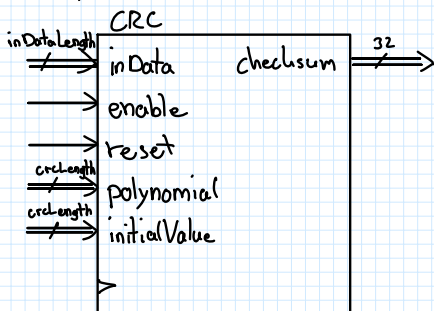 CRC
inDataLength
inData
checksum
32
enable
reset
crcLength
polynomial
crcLength
initialValue